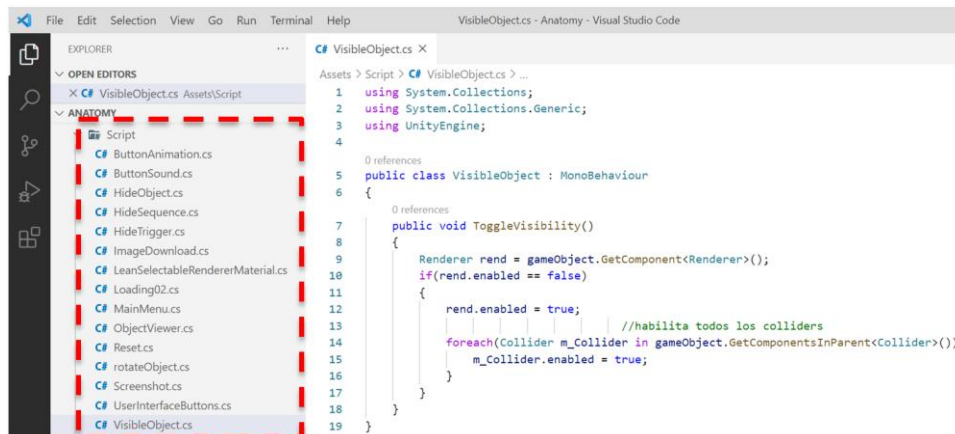 File Edit Selection View Go Run Terminal Help VisibleObject.cs - Anatomy - Visual Studio Code
EXPLORER ...
OPEN EDITORS
VisibleObject.cs Assets\Script
ANATOMY
Script
C# ButtonAnimation.cs
C# ButtonSound.cs
C# HideObject.cs
C# HideSequence.cs
C# HideTrigger.cs
C# ImageDownload.cs
C# LeanSelectableRendererMaterial.cs
C# Loading02.cs
C# MainMenu.cs
C# ObjectViewer.cs
C# Reset.cs
C# rotateObject.cs
C# Screenshot.cs
C# UserInterfaceButtons.cs
C# VisibleObject.cs
C# VisibleObject.cs ×
Assets > Script > C# VisibleObject.cs > ...
1 using System.Collections;
2 using System.Collections.Generic;
3 using UnityEngine;
4
0 references
5 public class VisibleObject : MonoBehaviour
6 {
0 references
7 public void ToggleVisibility()
8 {
9 Renderer rend = gameObject.GetComponent<Renderer>();
10 if(rend.enabled == false)
11 {
12 rend.enabled = true;
13 //habilita todos los colliders
14 foreach(Collider m_Collider in gameObject.GetComponentsInParent<Collider>())
15 m_Collider.enabled = true;
16 }
17 }
18 }
19 }